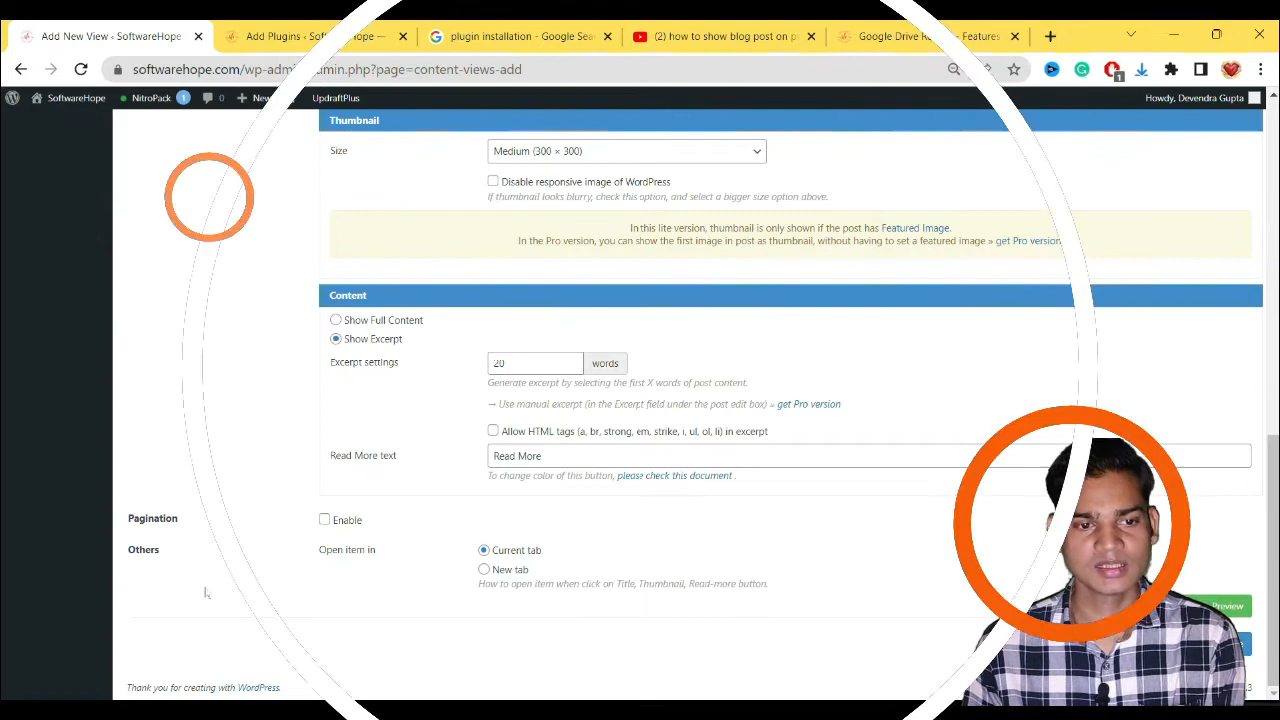 Add New View ‹ SoftwareHope
Add Plugins ‹ Soft
ope —
plugin installation - Google Sea
(2) how to show blog post on p
Google Drive R
- Features
softwarehope.com/wp-adm
dmin.php?page=content-views-add
1
SoftwareHope
NitroPack
1
0
New
UpdraftPlus
Howdy, Devendra Gupta
Thumbnail
Size
Medium (300 × 300)
Disable responsive image of WordPress
If thumbnail looks blurry, check this option, and select a bigger size option above.
In this lite version, thumbnail is only shown if the post has Featured Image.
In the Pro version, you can show the first image in post as thumbnail, without having to set a featured image » get Pro version
Content
Show Full Content
Show Excerpt
Excerpt settings
20
words
Generate excerpt by selecting the first X words of post content.
→ Use manual excerpt (in the Excerpt field under the post edit box) » get Pro version
Allow HTML tags (a, br, strong, em, strike, i, ul, ol, li) in excerpt
Read More text
Read More
To change color of this button, please check this document .
Pagination
Enable
Others
Open item in
Current tab
New tab
How to open item when click on Title, Thumbnail, Read-more button.
Preview
Thank you for creating with WordPress.